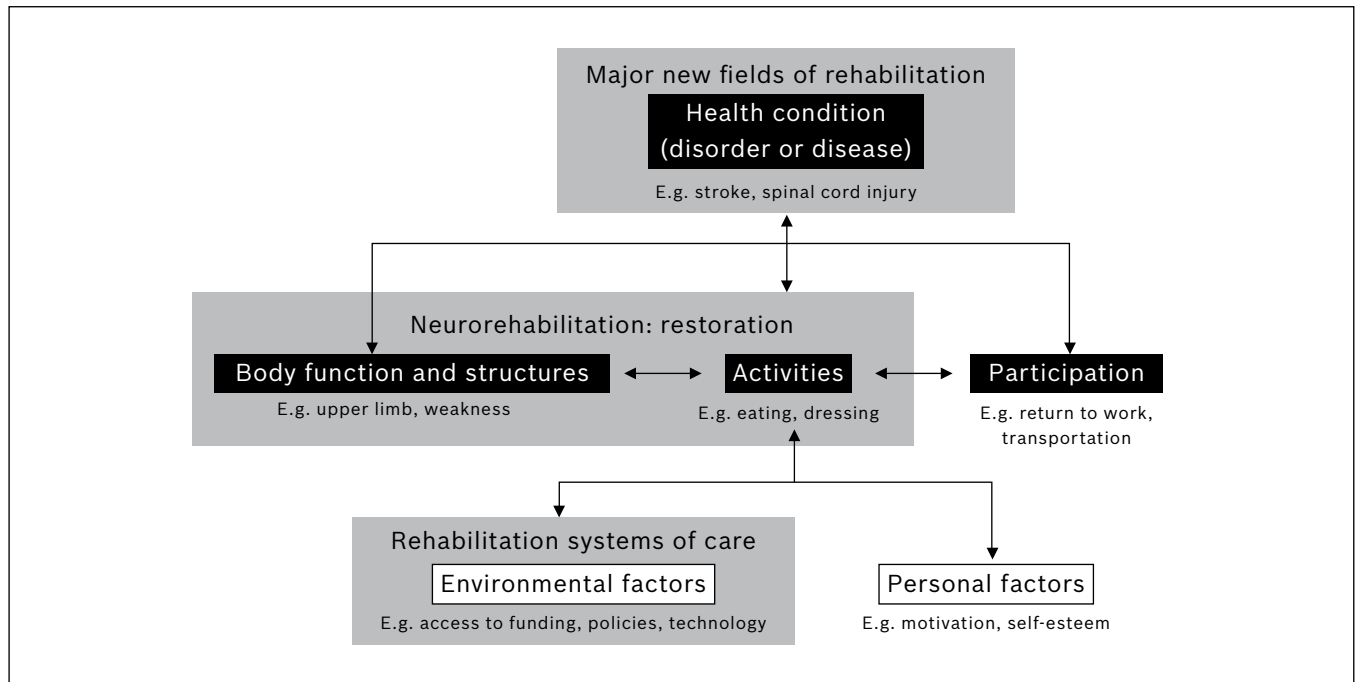 Major new fields of rehabilitation
Health condition
(disorder or disease)
E.g. stroke, spinal cord injury
Neurorehabilitation: restoration
Body function and structures
Activities
Participation
E.g. upper limb, weakness
E.g. eating, dressing
E.g. return to work,
transportation
Rehabilitation systems of care
Environmental factors
Personal factors
E.g. access to funding, policies, technology
E.g. motivation, self-esteem